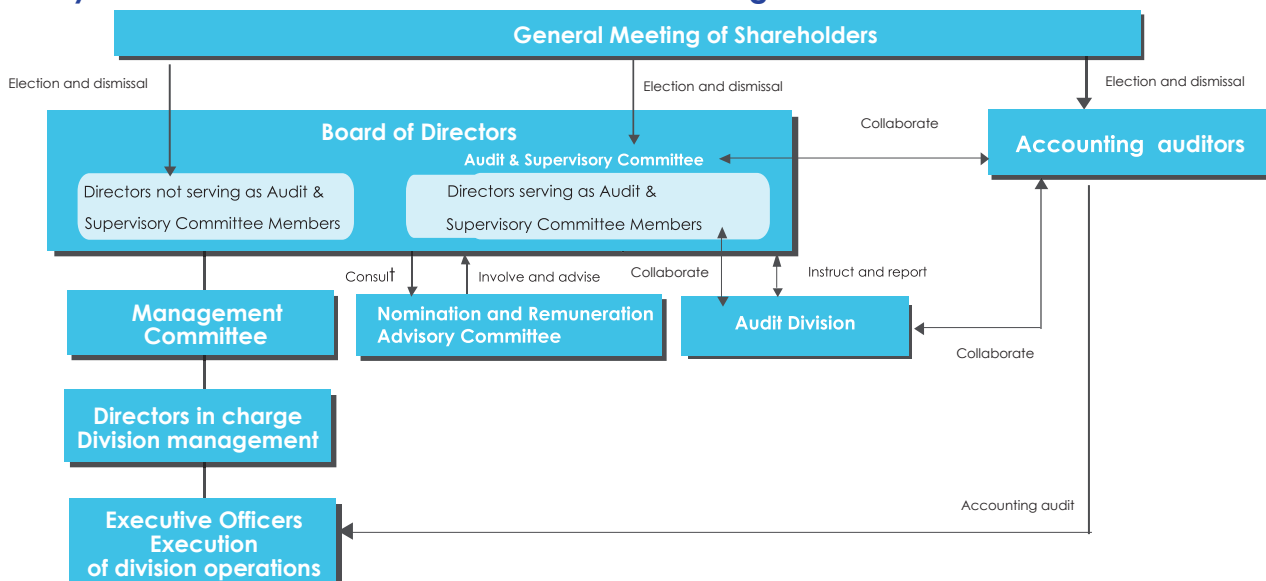 General Meeting of Shareholders
Election and dismissal
Election and dismissal
Election and dismissal
Board of Directors
Collaborate
Accounting auditors
Audit & Supervisory Committee
Directors not serving as Audit &
Supervisory Committee Members
Directors serving as Audit &
Supervisory Committee Members
Consult
Involve and advise
Collaborate
Instruct and report
Management
Committee
Nomination and Remuneration
Advisory Committee
Audit Division
Collaborate
Directors in charge
Division management
Accounting audit
Executive Officers
Execution
of division operations